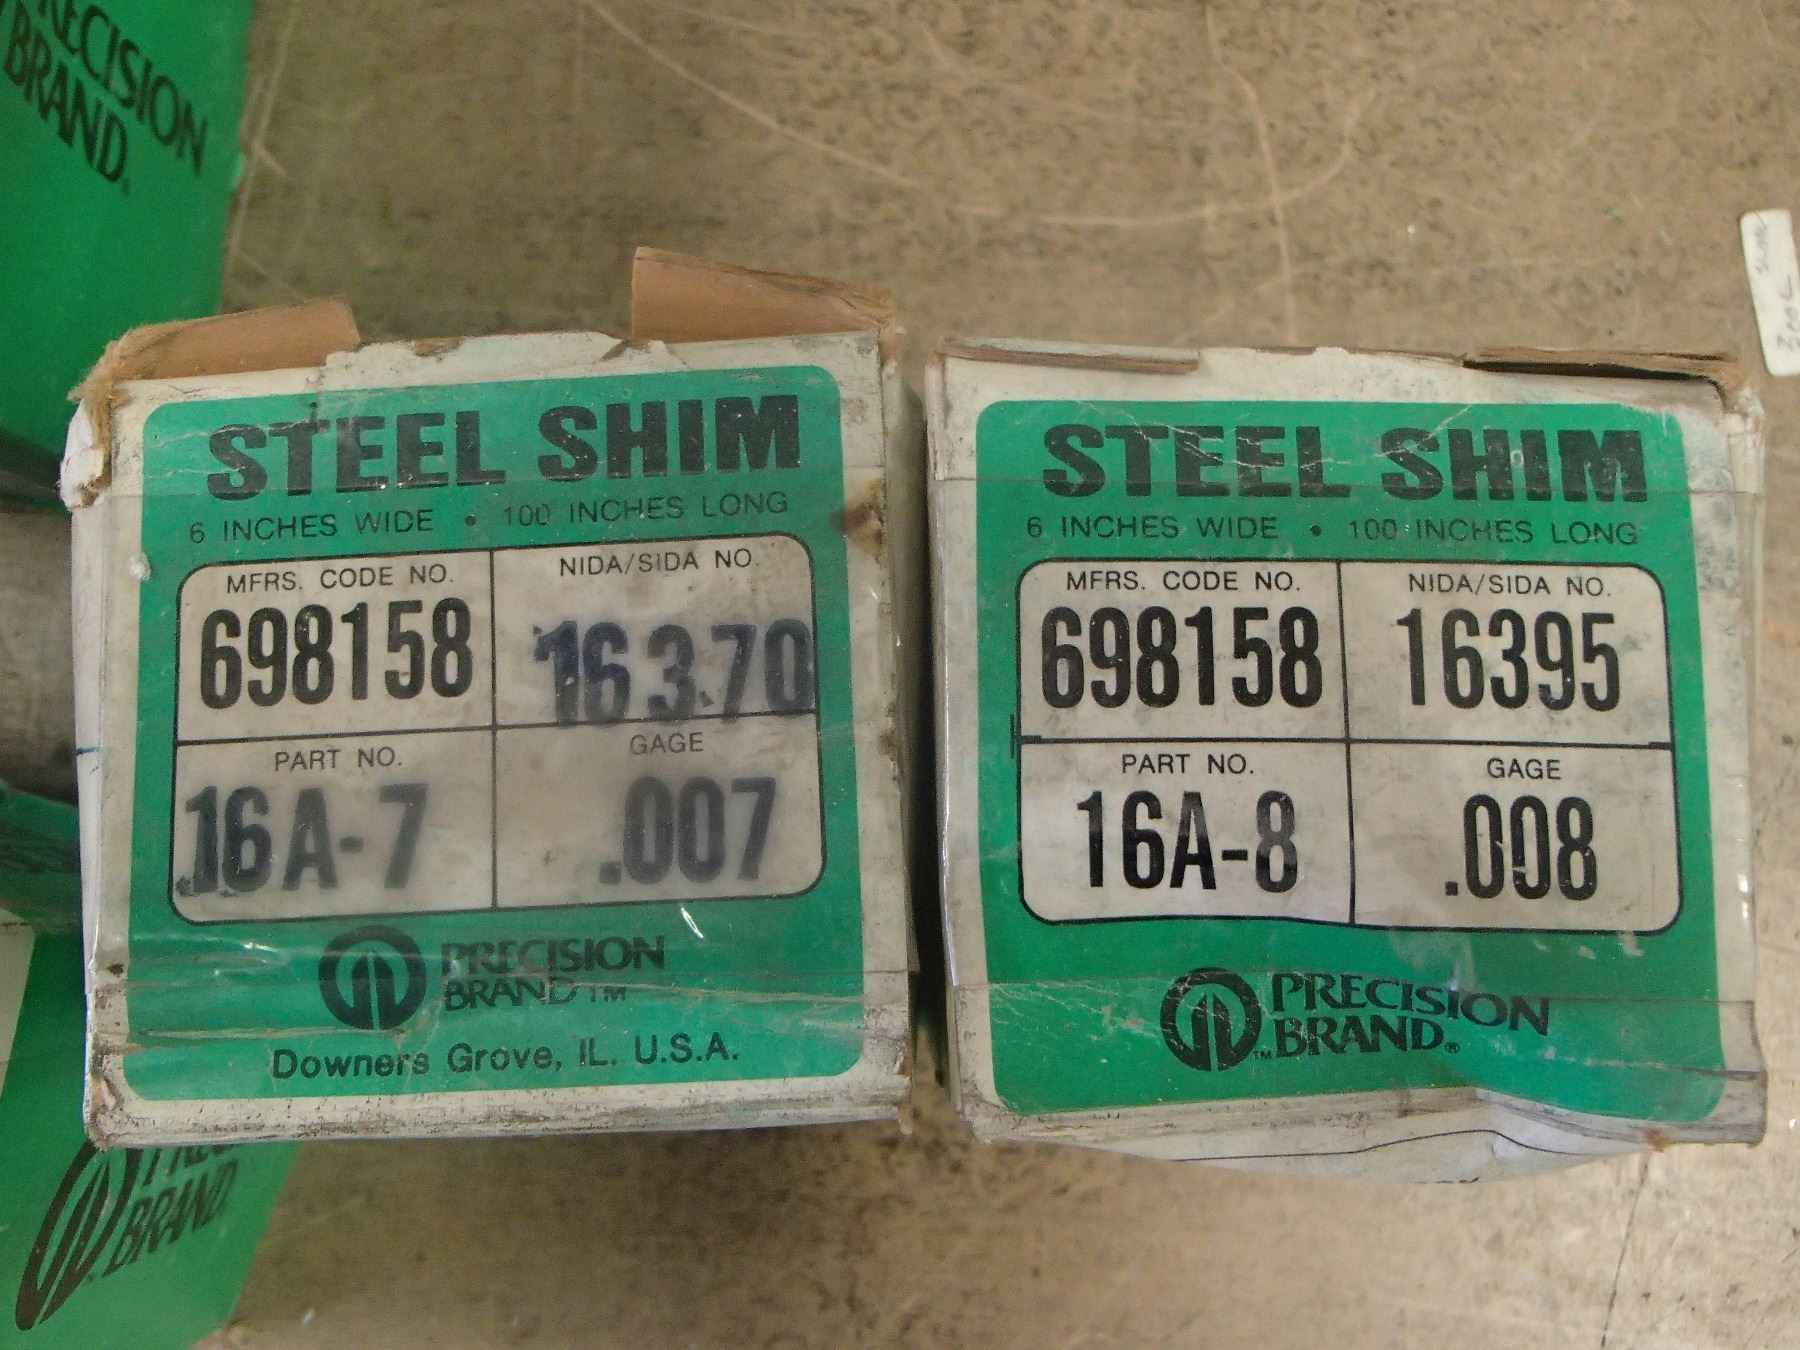 PRECISION
BRAND
STEEL SHIM
6 INCHES WIDE • 100 INCHES LONG
MFRS. CODE NO.
698158
NIDA/SIDA NO.
16370
PART NO.
16A-7
GAGE
.007
PRECISION
BRAND TM
Downers Grove, IL. U.S.A.
STEEL SHIM
6 INCHES WIDE • 100 INCHES LONG
MFRS. CODE NO.
698158
NIDA/SIDA NO.
16395
PART NO.
16A-8
GAGE
.008
PRECISION
TM BRAND®
BRAND